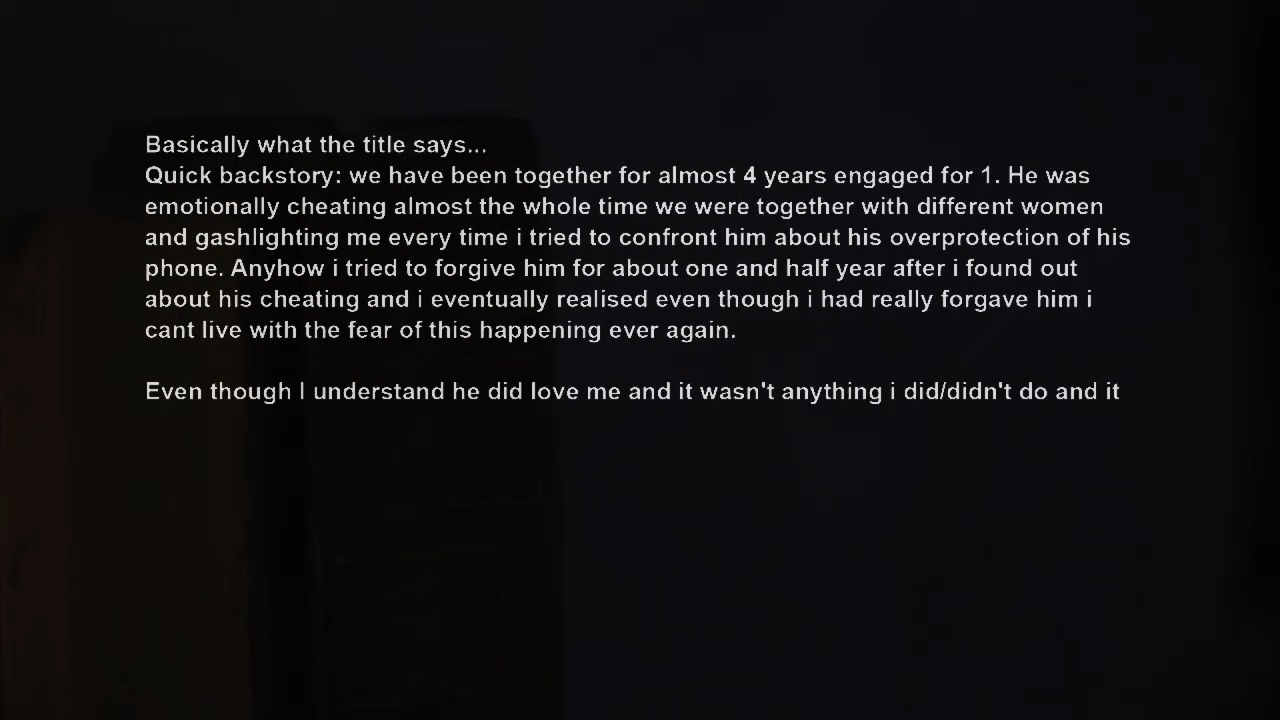 Basically what the title says...
Quick backstory: we have been together for almost 4 years engaged for 1. He was
emotionally cheating almost the whole time we were together with different women
and gashlighting me every time i tried to confront him about his overprotection of his
phone. Anyhow i tried to forgive him for about one and half year after i found out
about his cheating and i eventually realised even though i had really forgave him i
cant live with the fear of this happening ever again.
Even though I understand he did love me and it wasn't anything i did/didn't do and it